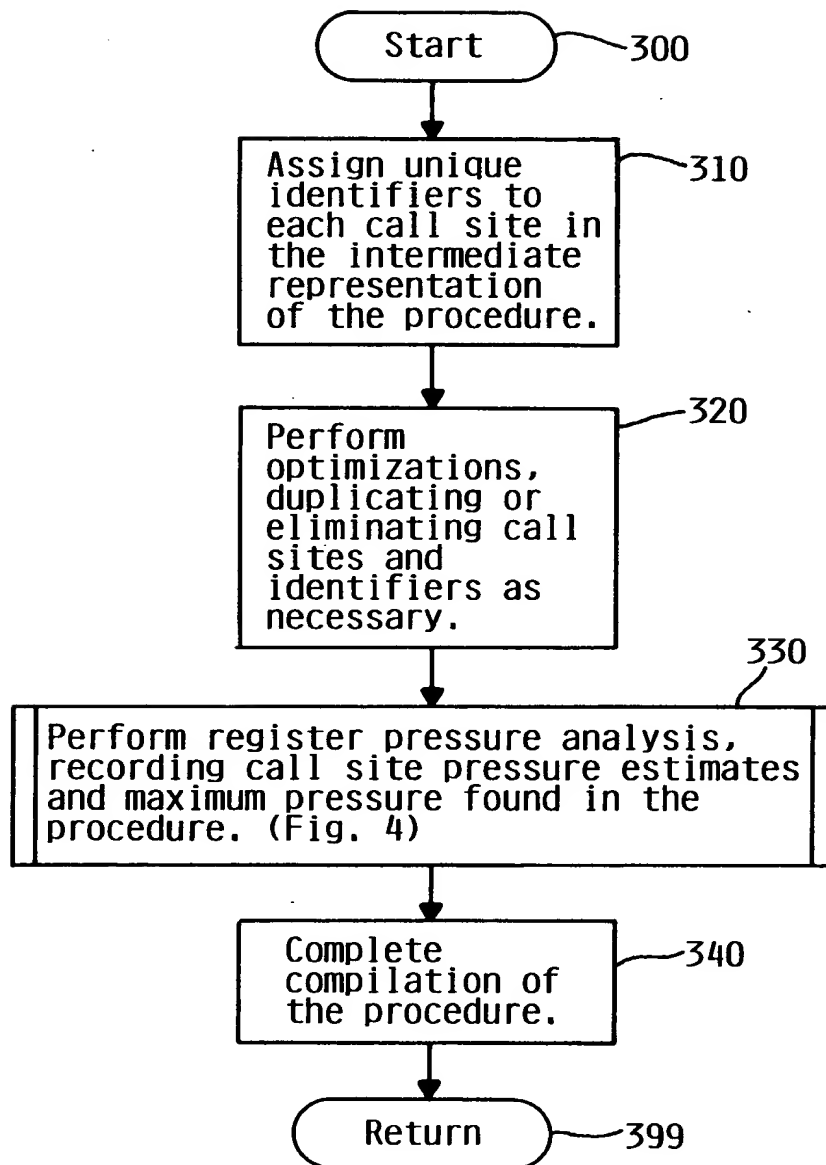 Start
300
Assign unique
identifiers to
each call site in
the intermediate
representation
of the procedure.
310
Perform
optimizations,
duplicating or
eliminating call
sites and
identifiers as
necessary.
320
330
Perform register pressure analysis,
recording call site pressure estimates
and maximum pressure found in the
procedure. (Fig. 4)
Complete
compilation of
the procedure.
340
Return
399